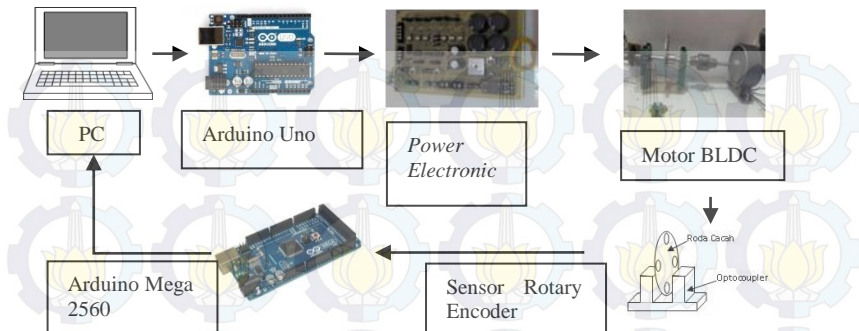 PC
Arduino Uno
Power
Electronic
Motor BLDC
Roda Cacah
Optocoupler
Arduino Mega
2560
Sensor Rotary
Encoder